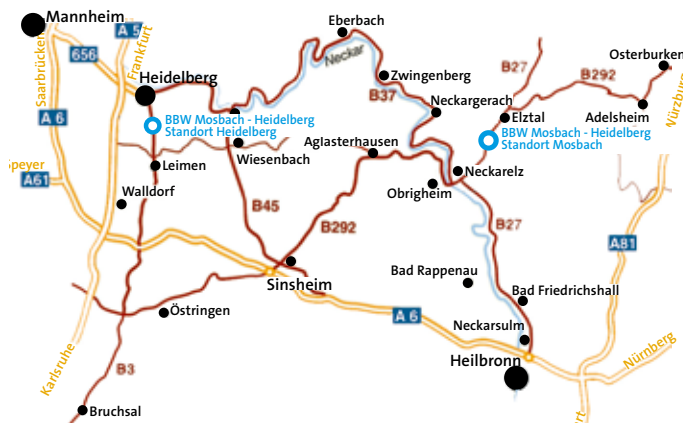 Mannheim
Eberbach
A 5
Frankfurt
Saarbrücken
656
Neckar
B27
Osterburken
B292
Zwingenberg
Heidelberg
B37
Neckargerach
Elztal
Adelsheim
Würzburg
A 6
BBW Mosbach - Heidelberg
Standort Heidelberg
BBW Mosbach - Heidelberg
Standort Mosbach
Aglasterhausen
Wiesenbach
Speyer
Leimen
Neckarelz
A61
Walldorf
Obrigheim
B45
B292
B27
A81
Bad Rappenau
Sinsheim
Bad Friedrichshall
Östringen
A 6
Neckarsulm
Heilbronn
Nürnberg
Karlsruhe
B3
Bruchsal